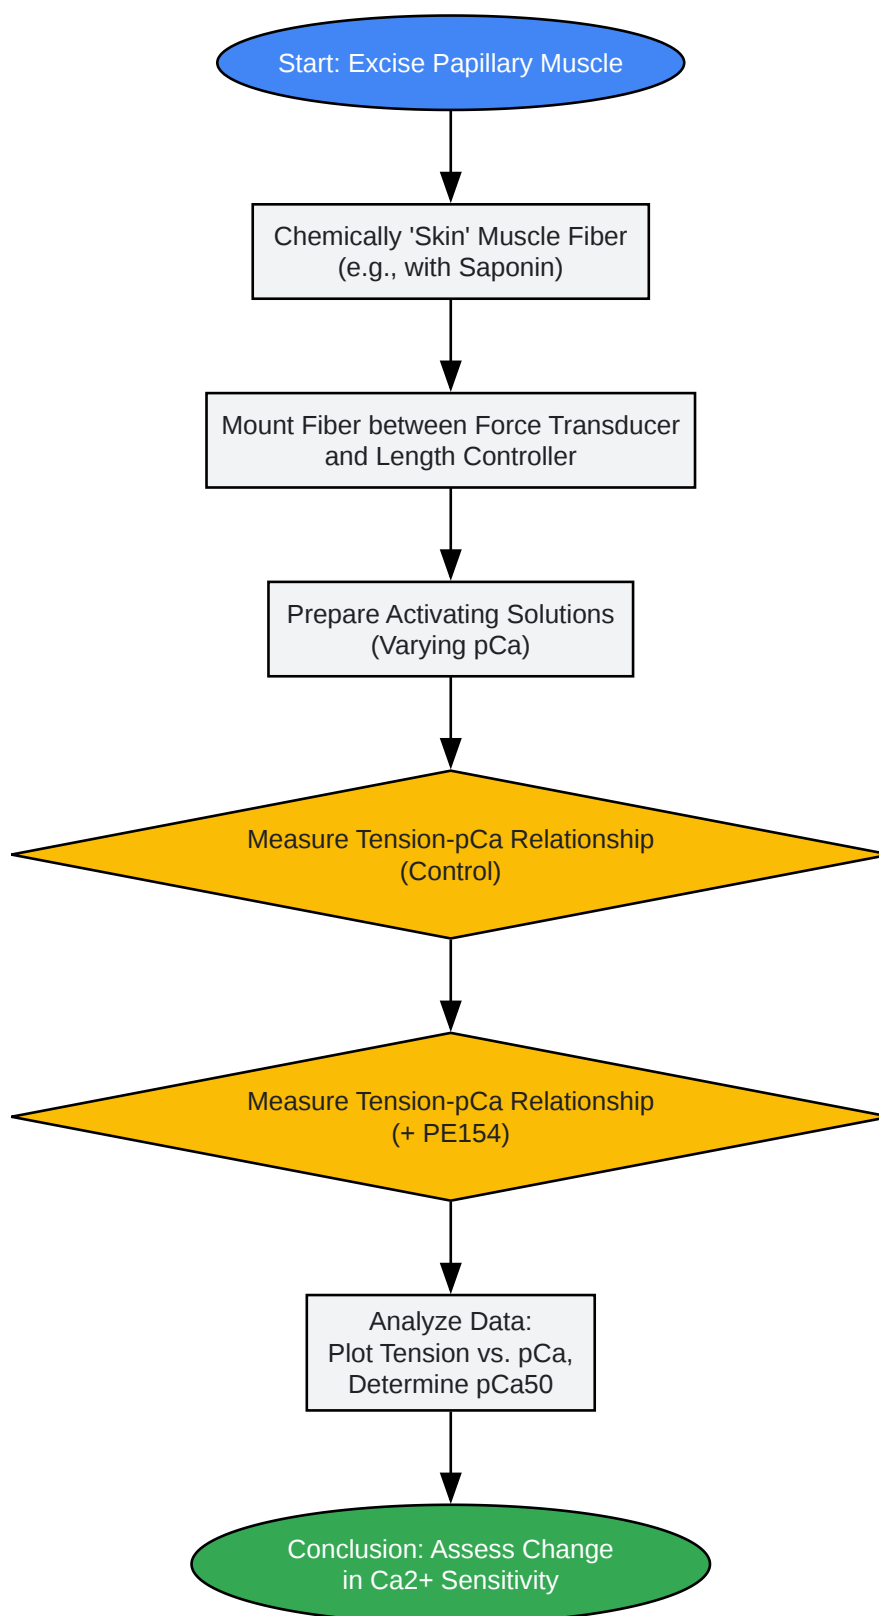 Start: Excise Papillary Muscle
Chemically 'Skin' Muscle Fiber
(e.g., with Saponin)
Mount Fiber between Force Transducer
and Length Controller
Prepare Activating Solutions
(Varying pCa)
Measure Tension-pCa Relationship
(Control)
Measure Tension-pCa Relationship
(+ PE154)
Analyze Data:
Plot Tension vs. pCa,
Determine pCa50
Conclusion: Assess Change
in Ca2+ Sensitivity